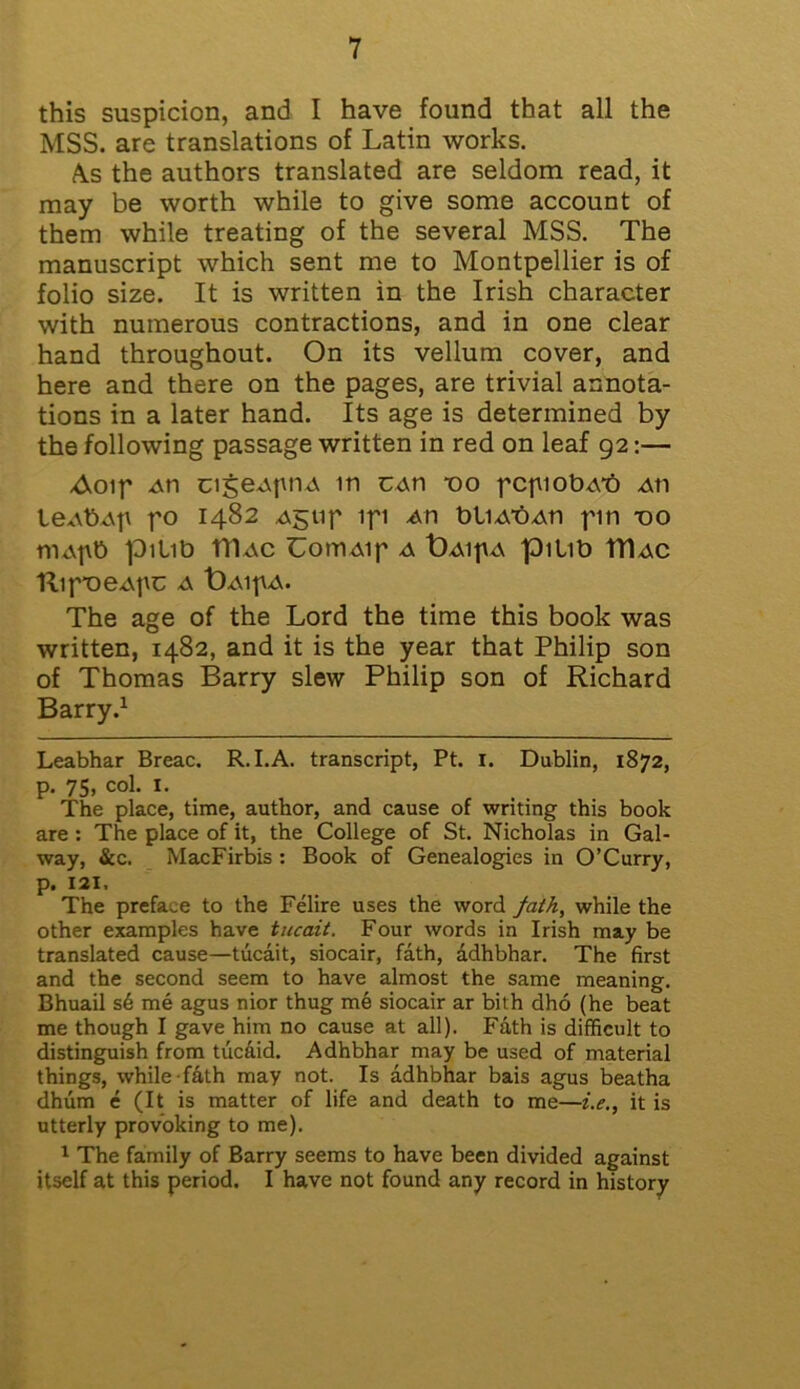 7
this suspicion, and I have found that all the
MSS. are translations of Latin works.
As the authors translated are seldom read, it
may be worth while to give some account of
them while treating of the several MSS. The
manuscript which sent me to Montpellier is of
folio size. It is written in the Irish character
with numerous contractions, and in one clear
hand throughout. On its vellum cover, and
here and there on the pages, are trivial annota-
tions in a later hand. Its age is determined by
the following passage written in red on leaf 92:—
Aois an tiġearna in tan do scriobaḋ an
leaḃar so 1482 agus isi an bliaḋan sin do
marḃ Pilib Mac Tomais a Baira Pilib Mac
Risdeart a Baira.
The age of the Lord the time this book was
written, 1482, and it is the year that Philip son
of Thomas Barry slew Philip son of Richard
Barry.¹
Leabhar Breac. R.I.A. transcript, Pt. 1. Dublin, 1872,
p. 75, col. 1.
The place, time, author, and cause of writing this book
are: The place of it, the College of St. Nicholas in Gal-
way, &c. MacFirbis: Book of Genealogies in O'Curry,
p. 121.
The preface to the Félire uses the word fath, while the
other examples have tucait. Four words in Irish may be
translated cause—túcáit, siocair, fáth, ádhbhar. The first
and the second seem to have almost the same meaning.
Bhuail sé mé agus nior thug mé siocair ar bith dhó (he beat
me though I gave him no cause at all). Fáth is difficult to
distinguish from túcáid. Adhbhar may be used of material
things, while fáth may not. Is ádhbhar bais agus beatha
dhúm é (It is matter of life and death to me—i.e., it is
utterly provoking to me).
¹ The family of Barry seems to have been divided against
itself at this period. I have not found any record in history